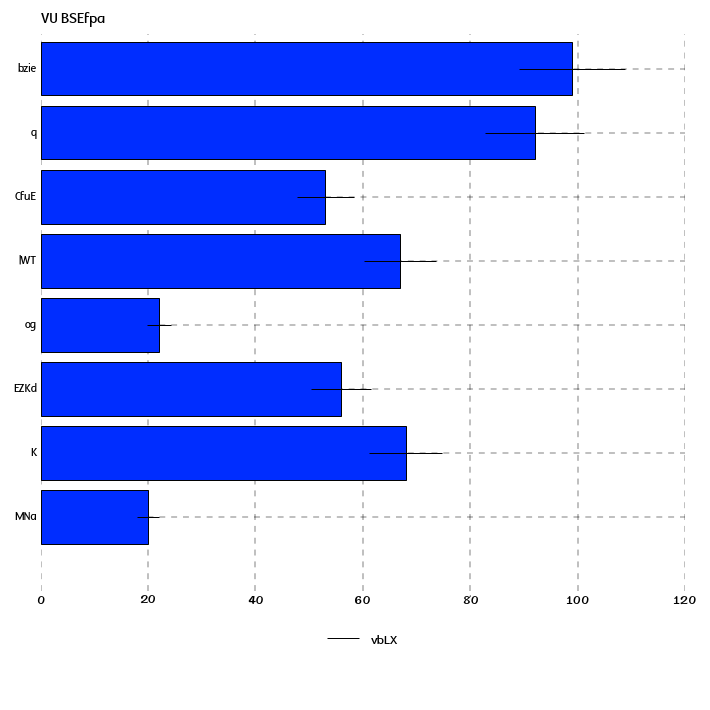 VU BSEfpa
bzie
q
CfuE
IWT
og
EZKd
K
MNa
0 20 40 60 80 100 120
vbLX